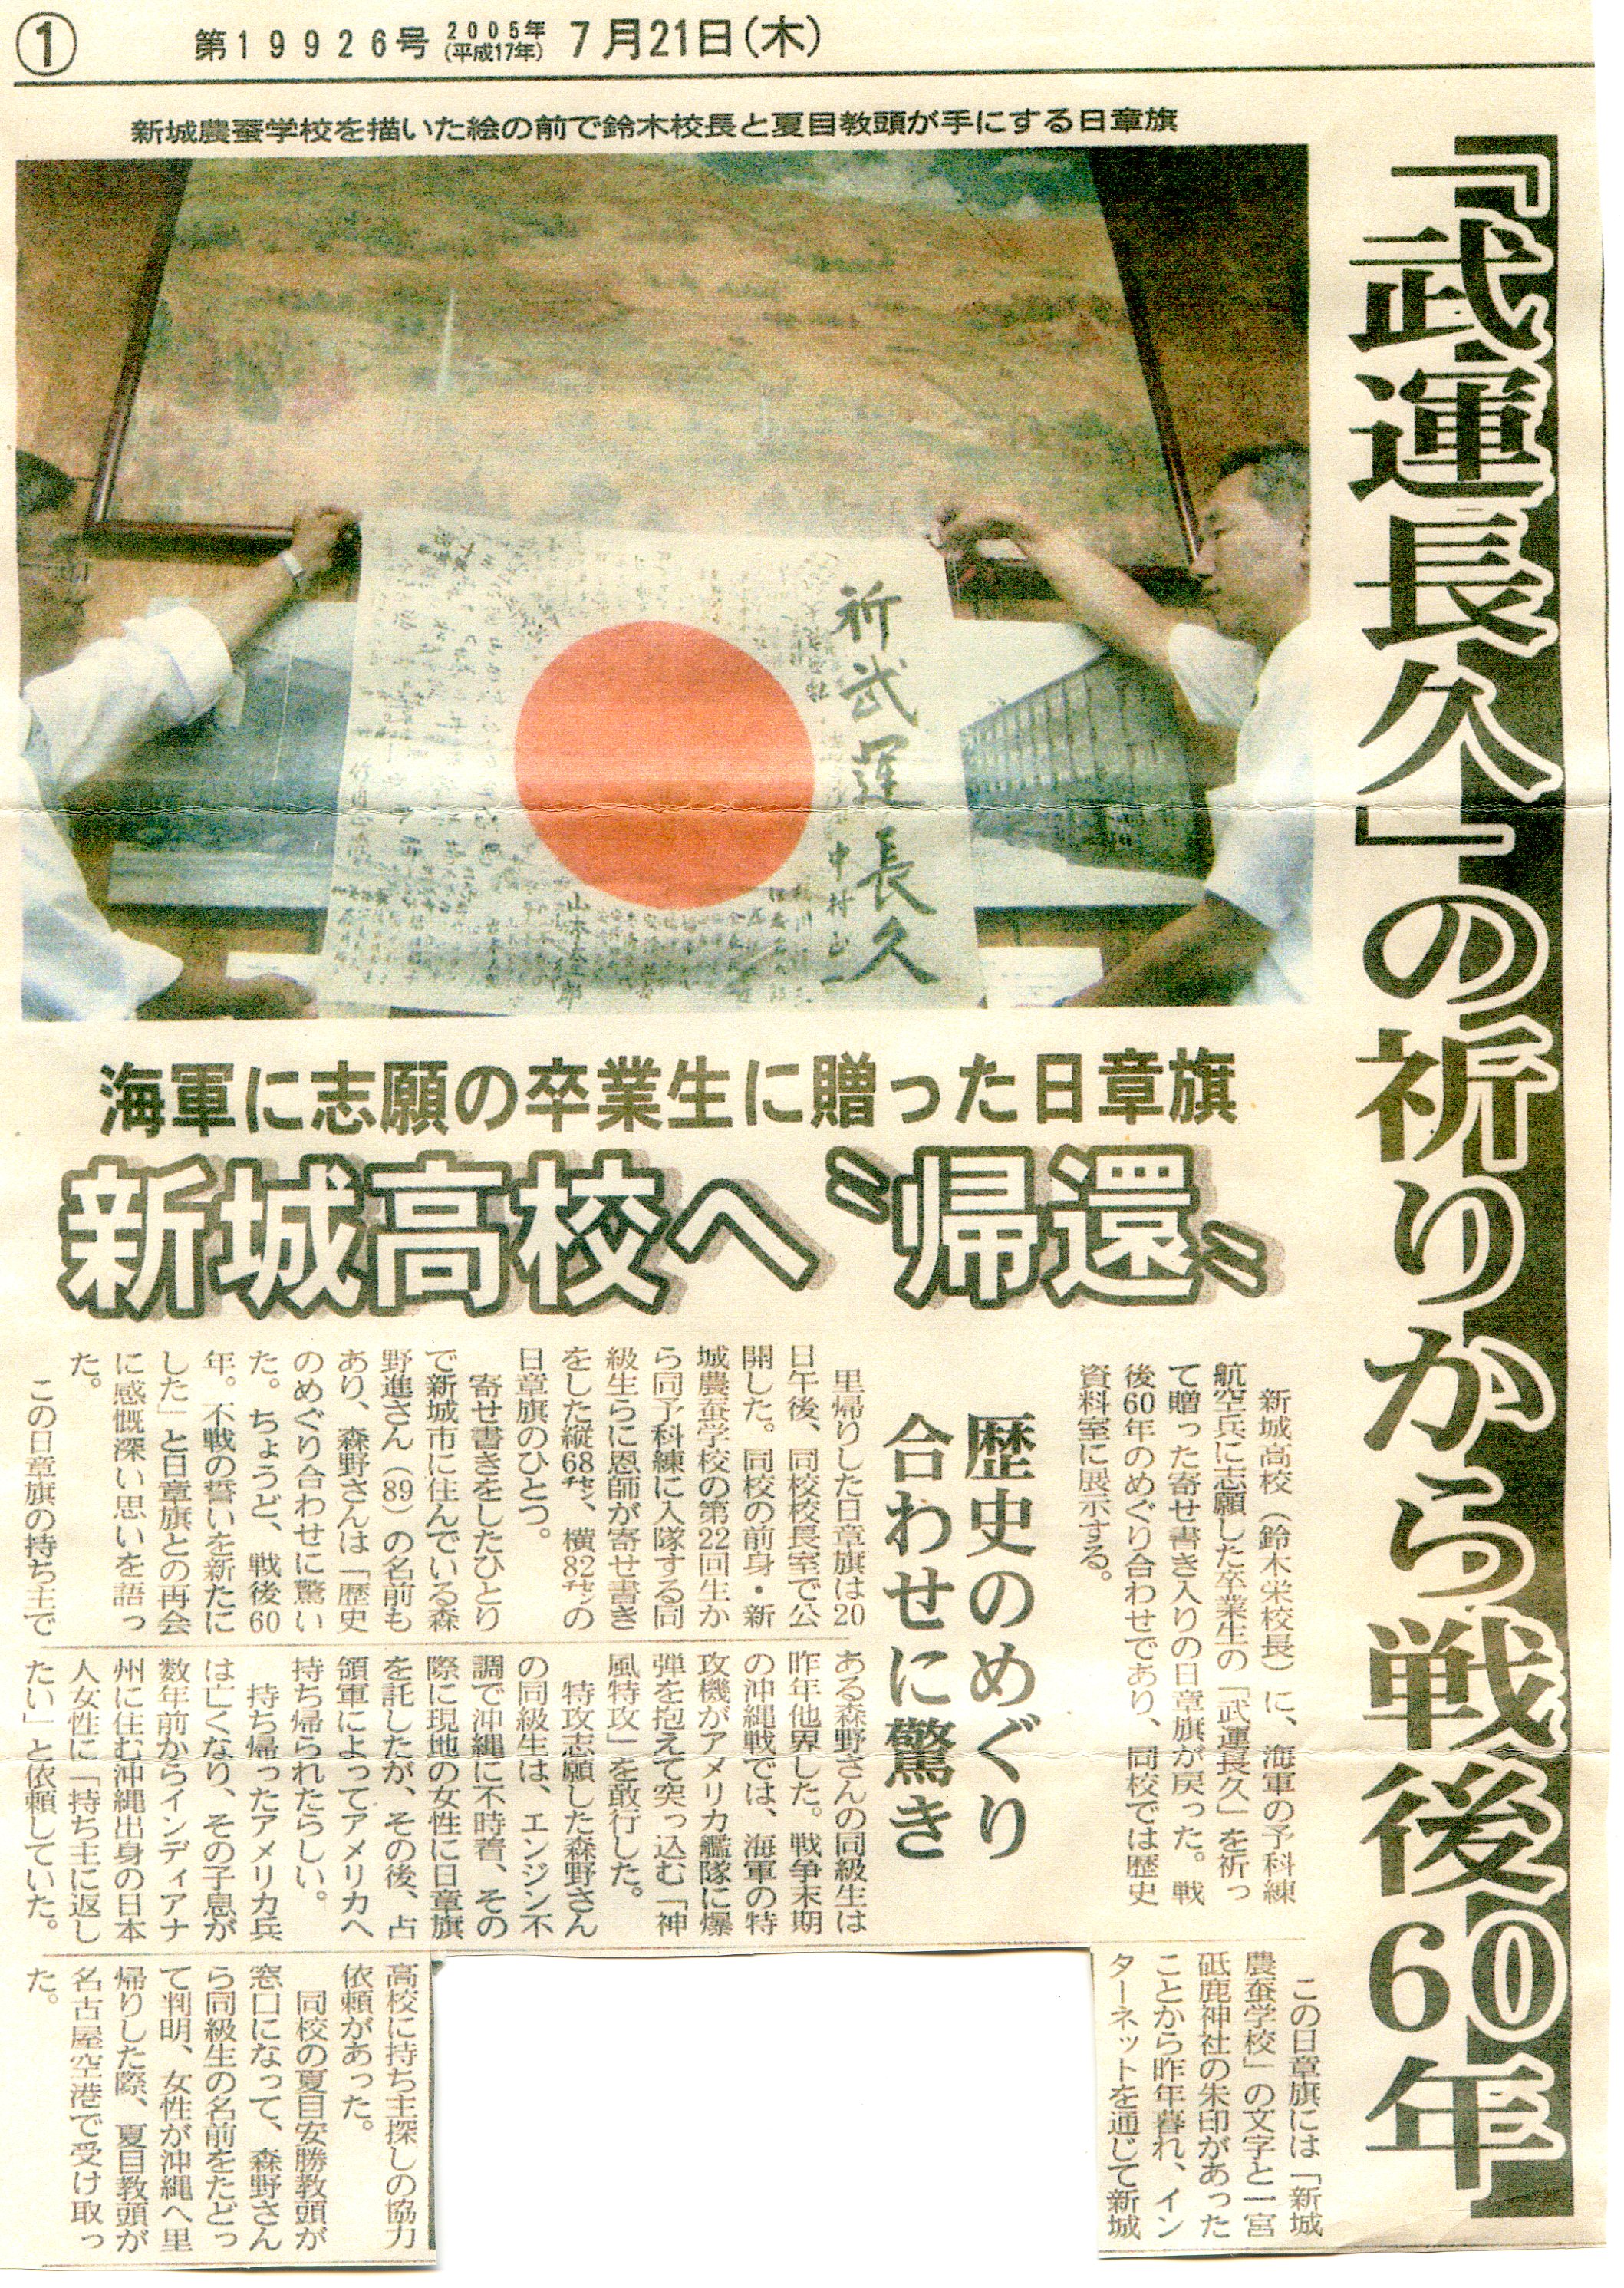 ①
第19926号 2005年(平成17年) 7月21日(木)
新城農蚕学校を描いた絵の前で鈴木校長と夏目教頭が手にする日章旗
『武運長久』の祈りから戦後60年
祈武運長久
中村
山本
海軍に志願の卒業生に贈った日章旗
新城高校へ〝帰還〟
新城高校(鈴木栄校長)に、海軍の予科練
航空兵に志願した卒業生の「武運長久」を祈っ
て贈った寄せ書き入りの日章旗が戻った。戦
後60年のめぐり合わせであり、同校では歴史
資料室に展示する。
歴史のめぐり
合わせに驚き
里帰りした日章旗は20
日午後、同校校長室で公
開した。同校の前身・新
城農蚕学校の第22回生か
ら同予科練に入隊する同
級生らに恩師が寄せ書き
をした縦68㌢、横82㌢の
日章旗のひとつ。
寄せ書きをしたひとり
で新城市に住んでいる森
野進さん(89)の名前も
あり、森野さんは「歴史
のめぐり合わせに驚い
た。ちょうど、戦後60
年。不戦の誓いを新たに
した」と日章旗との再会
に感慨深い思いを語っ
た。
この日章旗の持ち主で
ある森野さんの同級生は
昨年他界した。戦争末期
の沖縄戦では、海軍の特
攻機がアメリカ艦隊に爆
弾を抱えて突っ込む「神
風特攻」を敢行した。
特攻志願した森野さん
の同級生は、エンジン不
調で沖縄に不時着、その
際に現地の女性に日章旗
を託したが、その後、占
領軍によってアメリカへ
持ち帰られたらしい。
持ち帰ったアメリカ兵
は亡くなり、その子息が
数年前からインディアナ
州に住む沖縄出身の日本
人女性に「持ち主に返し
たい」と依頼していた。
この日章旗には「新城
農蚕学校」の文字と一宮
砥鹿神社の朱印があった
ことから昨年暮れ、イン
ターネットを通じて新城
高校に持ち主探しの協力
依頼があった。
同校の夏目安勝教頭が
窓口になって、森野さん
ら同級生の名前をたどっ
て判明、女性が沖縄へ里
帰りした際、夏目教頭が
名古屋空港で受け取っ
た。